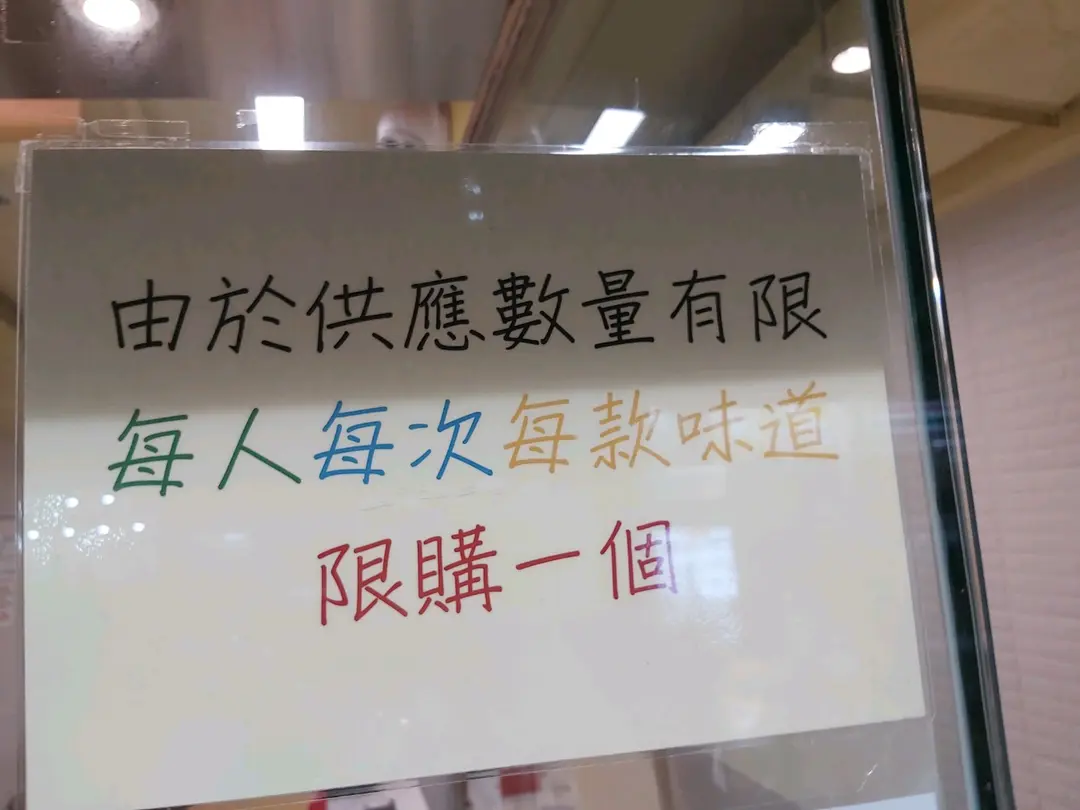 由於供應數量有限
每人每次每款味道
限購一個